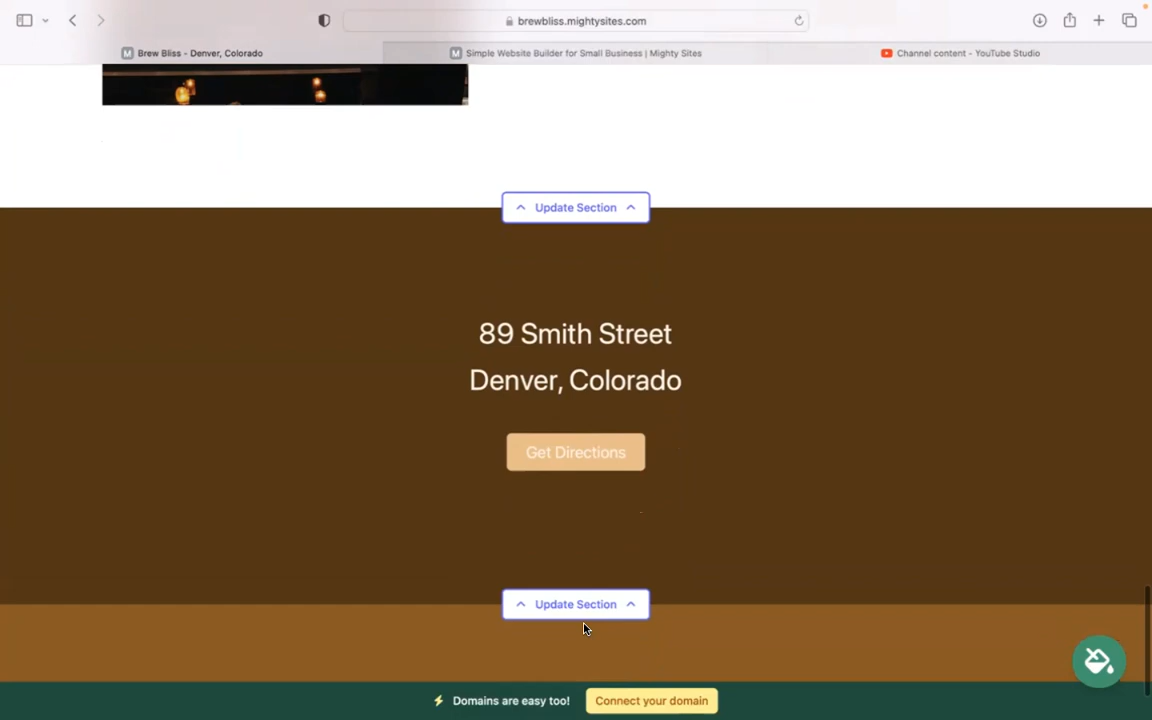 brewbliss.mightysites.com
Brew Bliss - Denver, Colorado
Simple Website Builder for Small Business | Mighty Sites
Channel content - YouTube Studio
Update Section
89 Smith Street
Denver, Colorado
Get Directions
Update Section
Domains are easy too!
Connect your domain